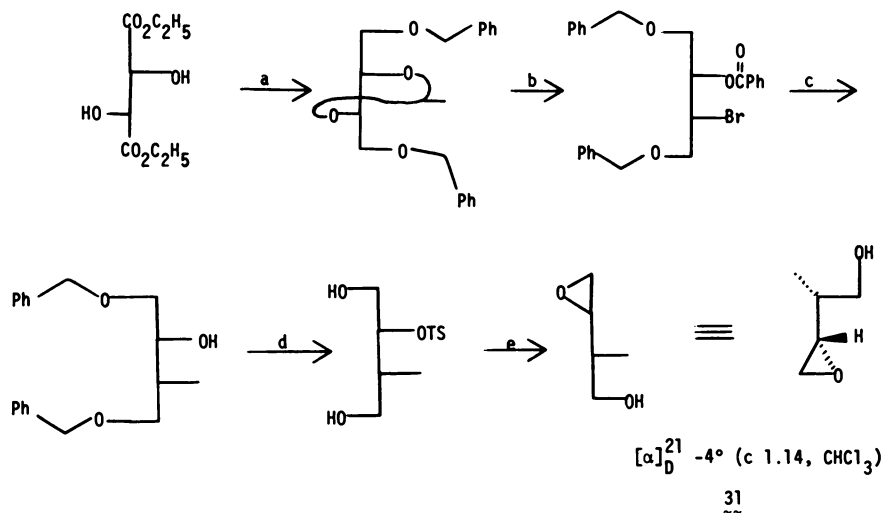 CO2C2H5
OH
HO
CO2C2H5
a
O Ph
O
O
O
Ph
b
Ph O
O
OCPh
Br
Ph O
c
Ph O
OH
Ph O
d
HO
OTS
HO
e
O
OH
OH
H
O
[α]D21 -4° (c 1.14, CHCl3)
31